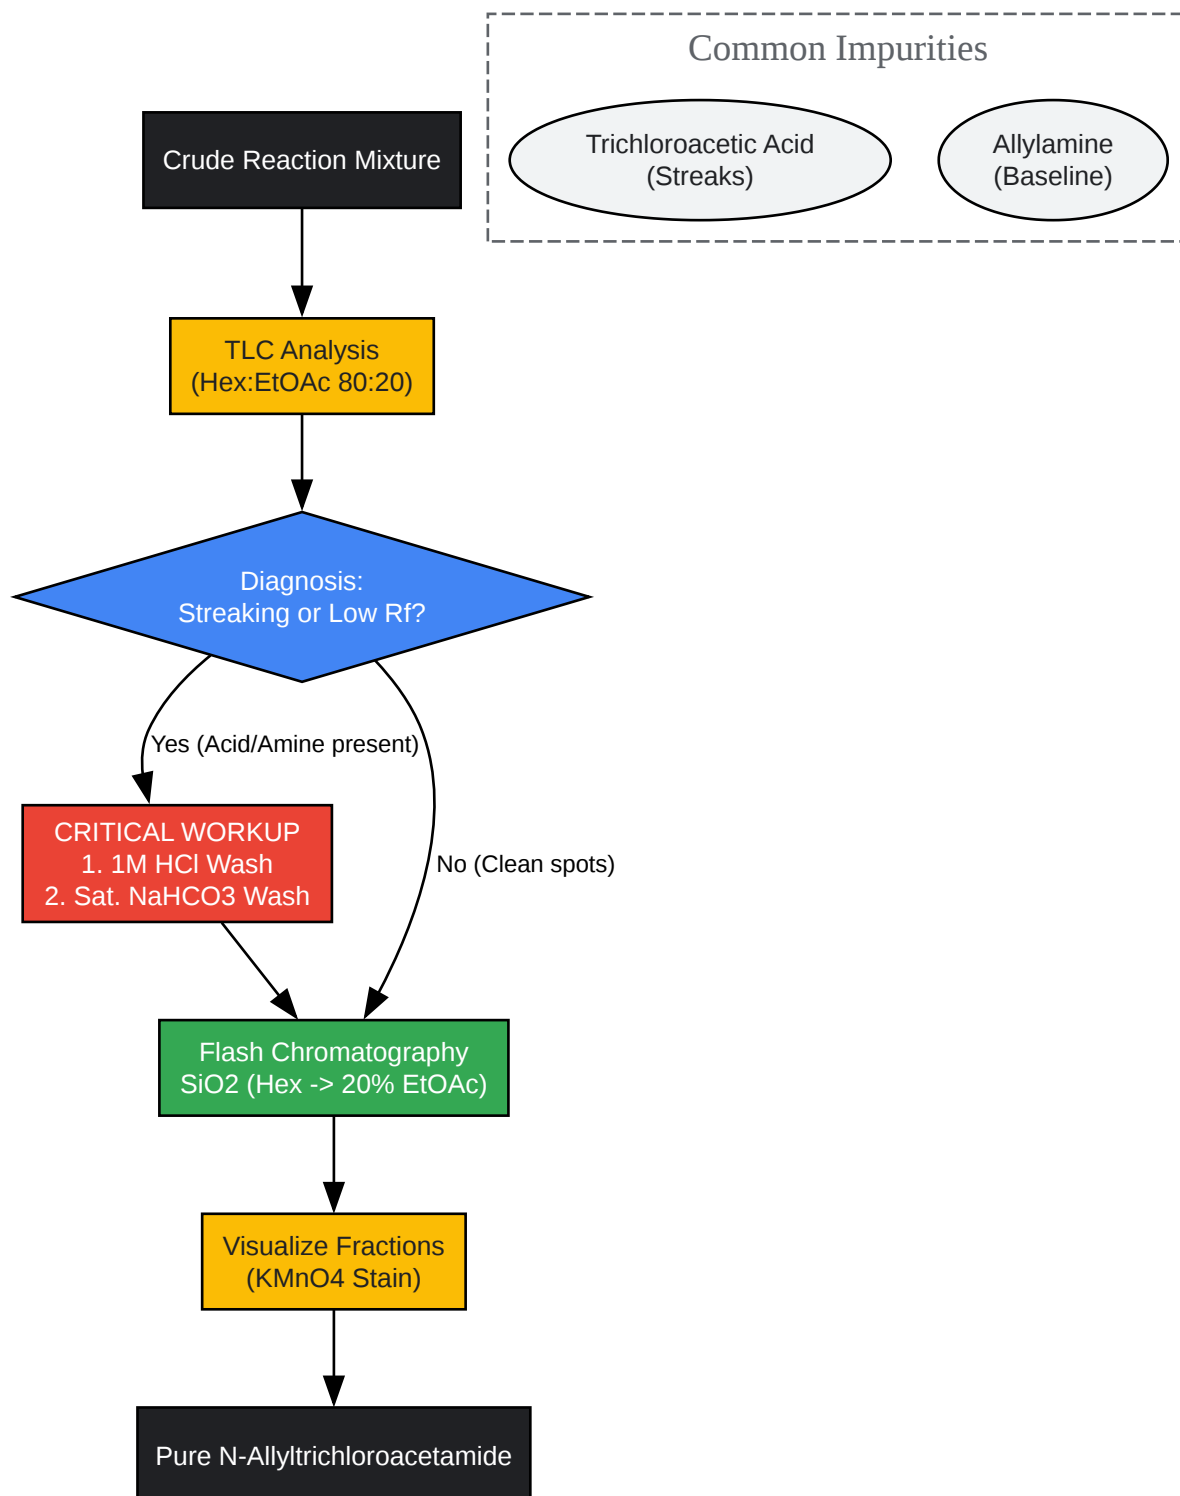 Common Impurities
Trichloroacetic Acid
(Streaks)
Allylamine
(Baseline)
Crude Reaction Mixture
TLC Analysis
(Hex:EtOAc 80:20)
Diagnosis:
Streaking or Low Rf?
Yes (Acid/Amine present)
CRITICAL WORKUP
1. 1M HCl Wash
2. Sat. NaHCO3 Wash
No (Clean spots)
Flash Chromatography
SiO2 (Hex -> 20% EtOAc)
Visualize Fractions
(KMnO4 Stain)
Pure N-Allyltrichloroacetamide